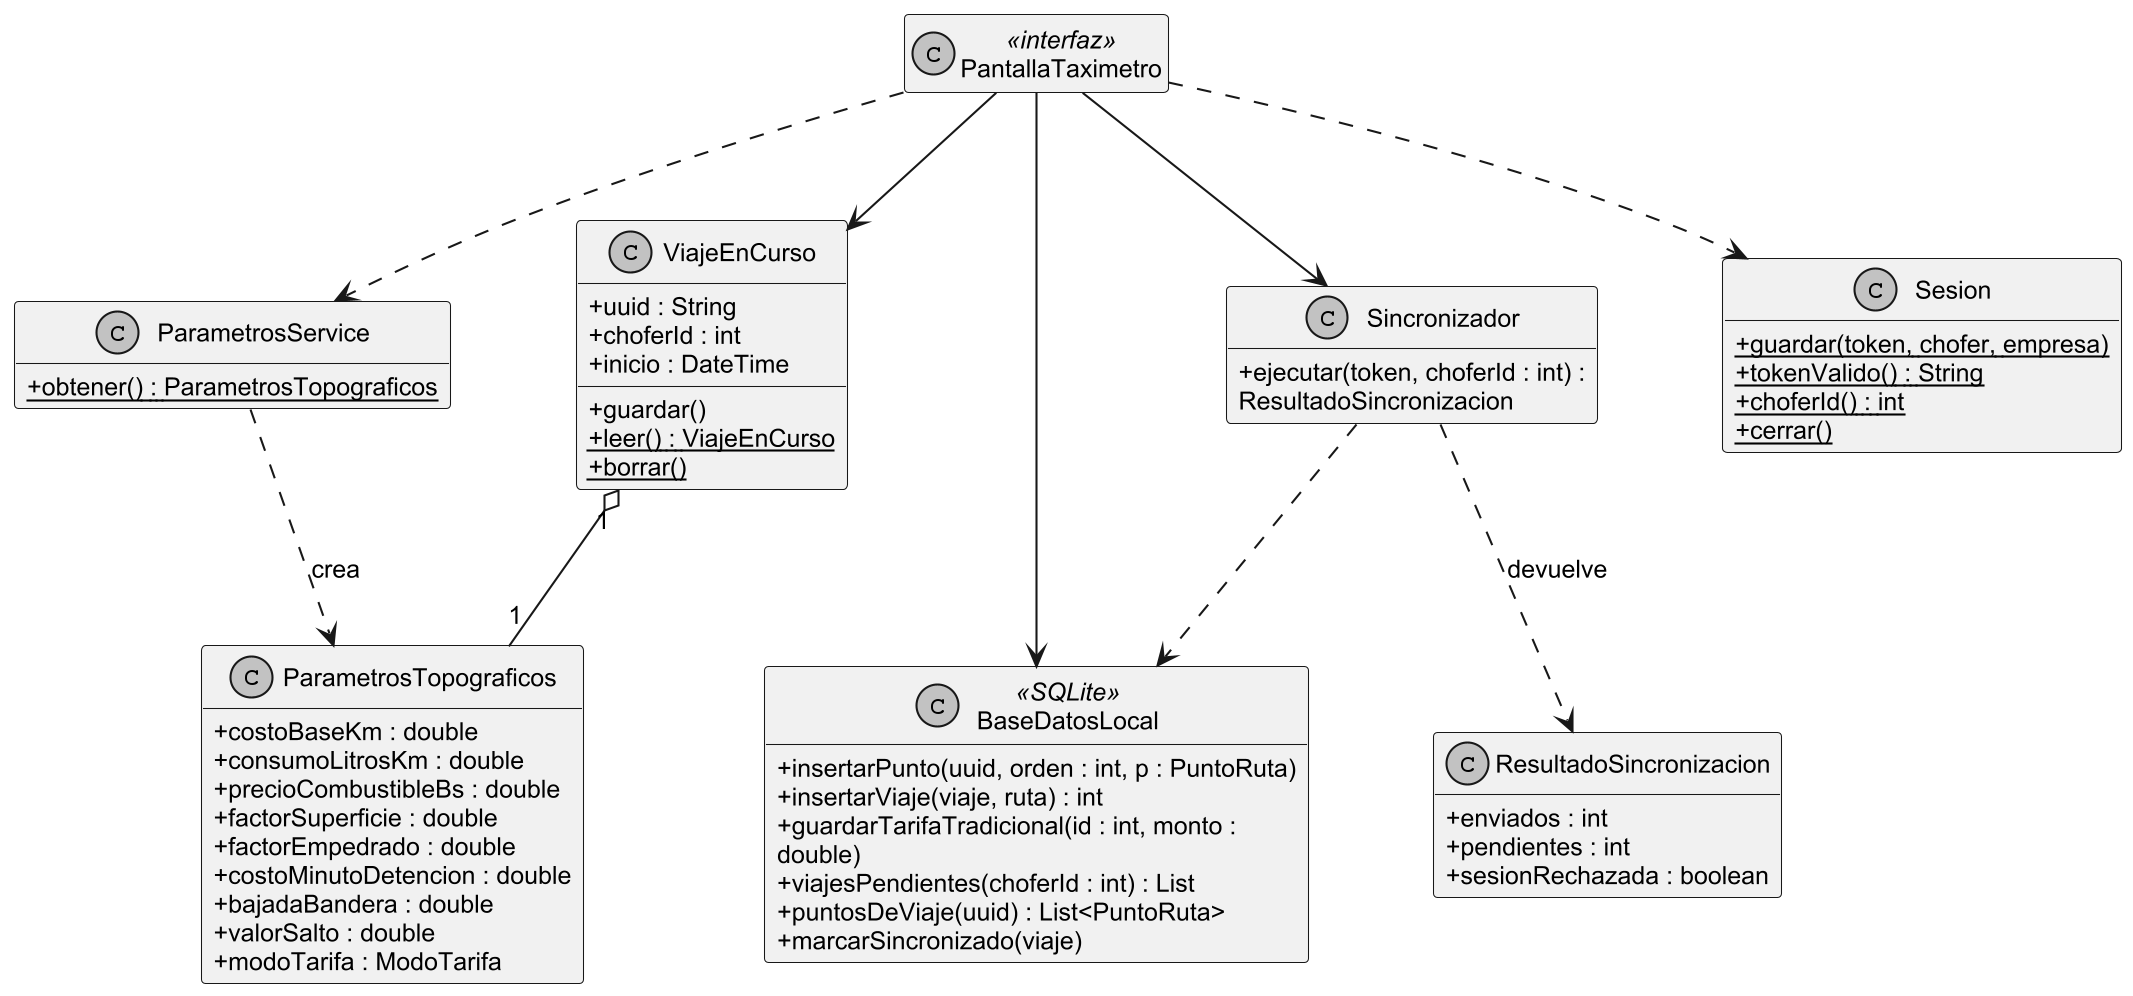 C
«interfaz»
PantallaTaximetro
C ParametrosService
+obtener() : ParametrosTopograficos
C ViajeEnCurso
+uuid : String
+choferId : int
+inicio : DateTime
+guardar()
+leer() : ViajeEnCurso
+borrar()
C Sincronizador
+ejecutar(token, choferId : int) :
ResultadoSincronizacion
C Sesion
+guardar(token, chofer, empresa)
+tokenValido() : String
+choferId() : int
+cerrar()
1
crea
1
devuelve
C ParametrosTopograficos
+costoBaseKm : double
+consumoLitrosKm : double
+precioCombustibleBs : double
+factorSuperficie : double
+factorEmpedrado : double
+costoMinutoDetencion : double
+bajadaBandera : double
+valorSalto : double
+modoTarifa : ModoTarifa
C
«SQLite»
BaseDatosLocal
+insertarPunto(uuid, orden : int, p : PuntoRuta)
+insertarViaje(viaje, ruta) : int
+guardarTarifaTradicional(id : int, monto :
double)
+viajesPendientes(choferId : int) : List
+puntosDeViaje(uuid) : List<PuntoRuta>
+marcarSincronizado(viaje)
C ResultadoSincronizacion
+enviados : int
+pendientes : int
+sesionRechazada : boolean